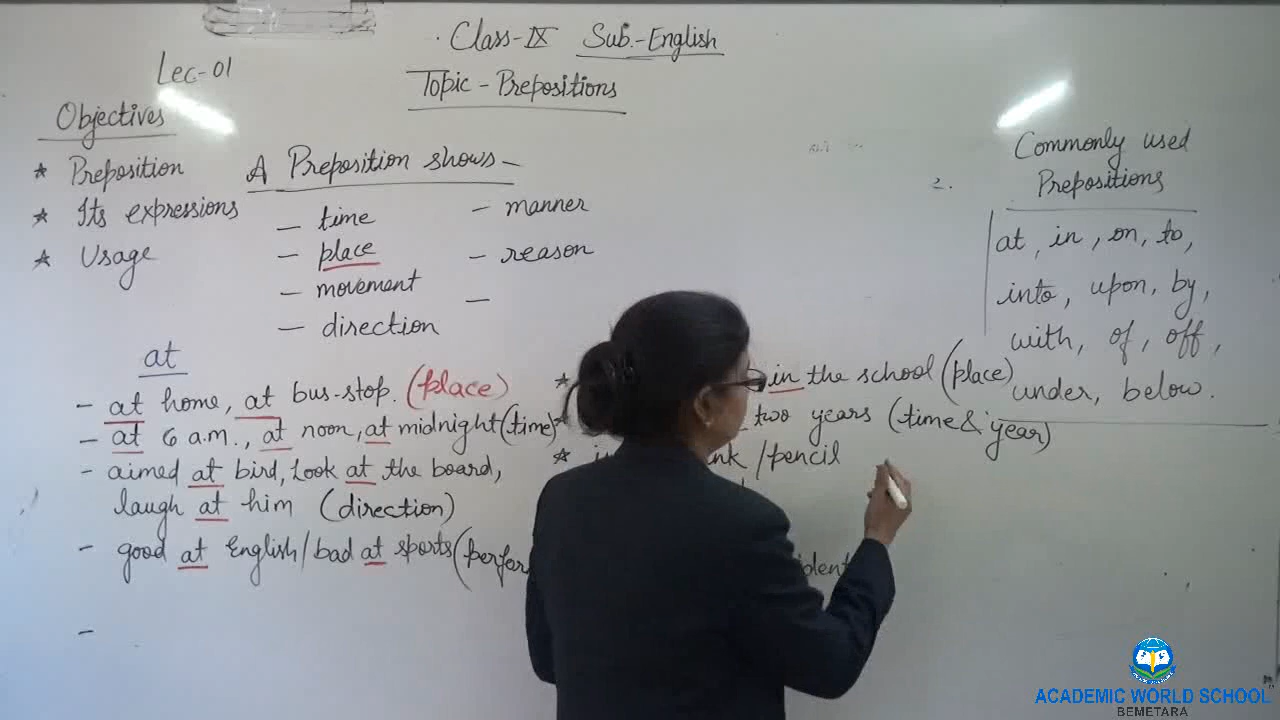 Class-IX Sub.-English
Lec-01
Topic - Prepositions
Objectives
* Preposition
* Its expressions
* Usage
A Preposition shows -
- time
- place
- movement
- direction
- manner
- reason
-
2.
Commonly used
Prepositions
at, in, on, to,
into, upon, by,
with, of, off,
under, below.
at
- at home, at bus-stop. (place)
- at 6 a.m., at noon, at midnight (time)
- aimed at bird, Look at the board,
laugh at him (direction)
- good at English/bad at sports (perfor
-
* in the school (place)
* two years (time & year)
* /pencil
ACADEMIC WORLD SCHOOL
BEMETARA